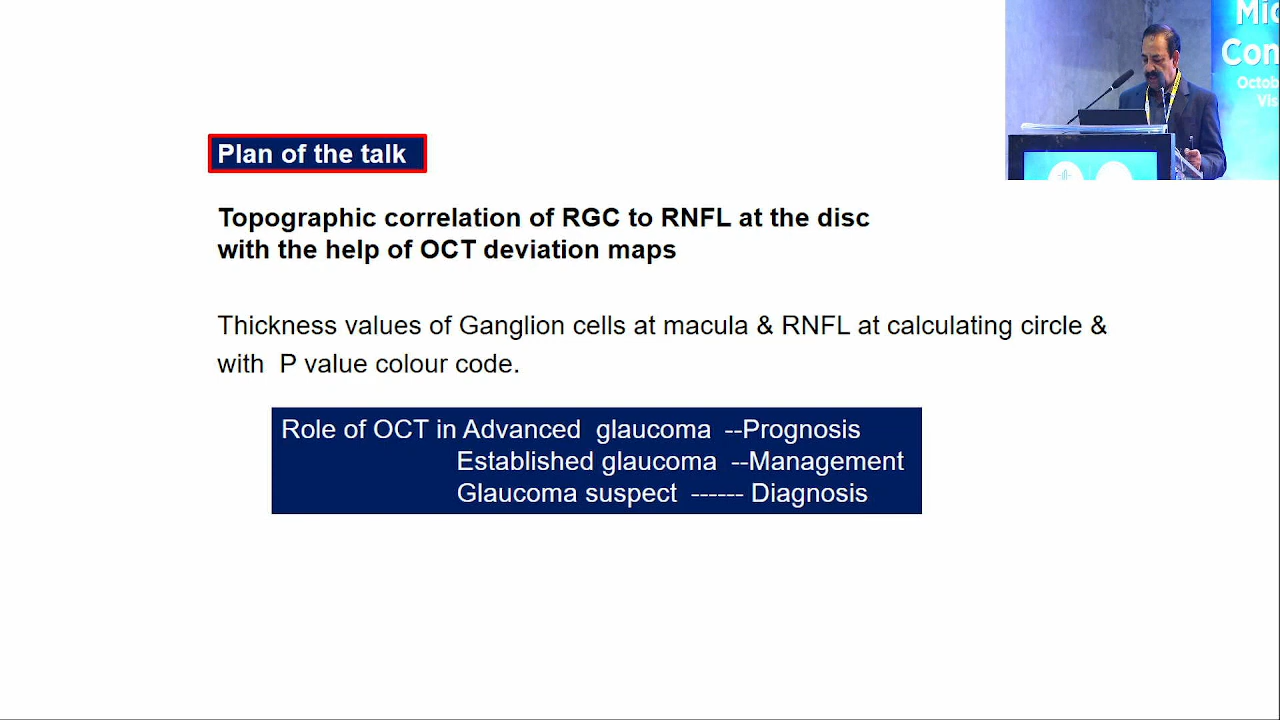 Plan of the talk
Topographic correlation of RGC to RNFL at the disc
with the help of OCT deviation maps
Thickness values of Ganglion cells at macula & RNFL at calculating circle &
with P value colour code.
Role of OCT in Advanced glaucoma --Prognosis
Established glaucoma --Management
Glaucoma suspect ------ Diagnosis